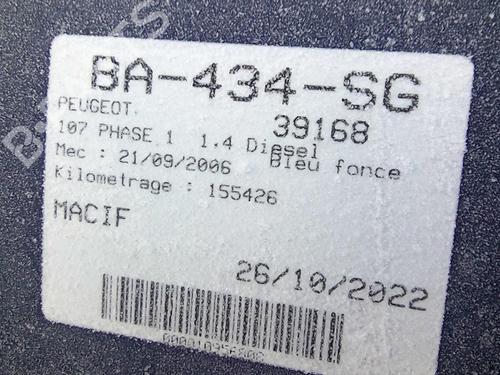 BA-434-SG
PEUGEOT
39168
107 PHASE 1 1.4 Diesel
Mec : 21/09/2006 Bleu fonce
Kilometrage : 155426
MACIF
26/10/2022